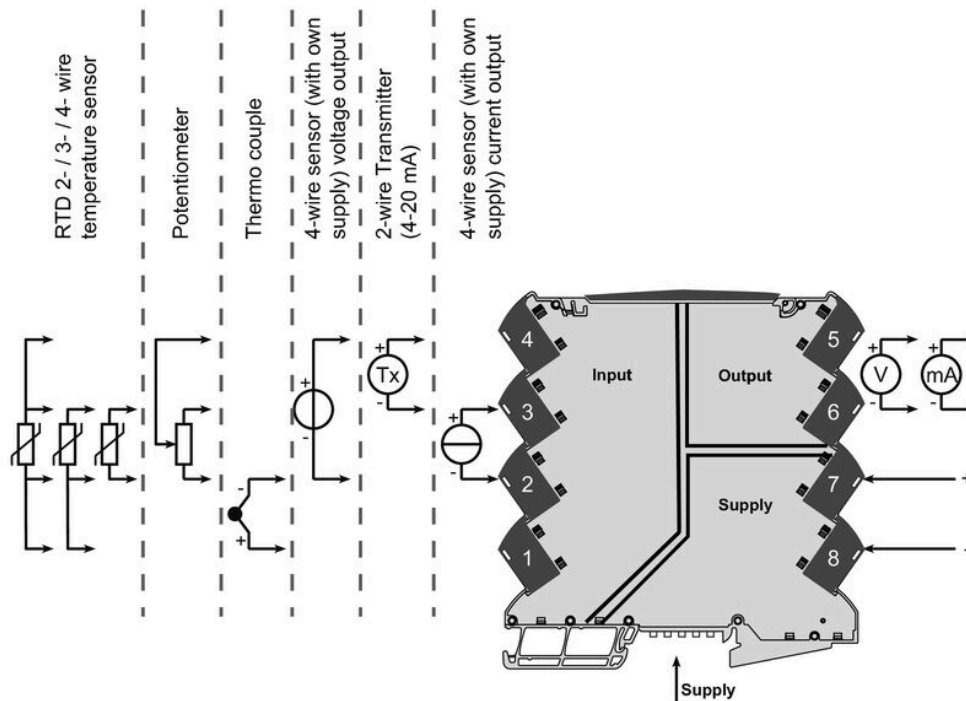 RTD 2- / 3- / 4- wire
temperature sensor
Potentiometer
Thermo couple
4-wire sensor (with own
supply) voltage output
2-wire Transmitter
(4-20 mA)
4-wire sensor (with own
supply) current output
4
3
2
1
5
6
7
8
Input
Output
Supply
+
-
Tx
+
-
+
-
-
+
+
-
+
V
-
+
mA
-
+
-
Supply